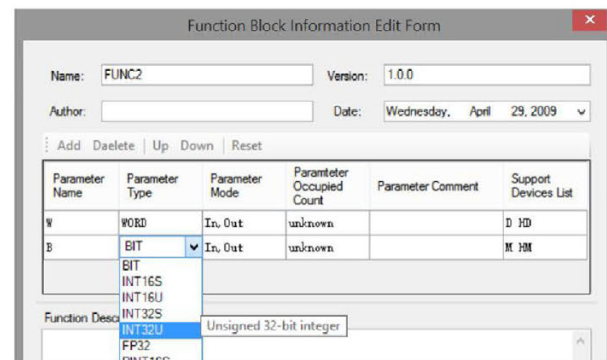 Function Block Information Edit Form
Name: FUNC2 Version: 1.0.0
Author: Date: Wednesday, April 29, 2009
Add Daelete Up Down Reset
Parameter Name Parameter Type Parameter Mode Paramteter Occupied Count Parameter Comment Support Devices List
W WORD In, Out unknown D HD
B BIT In, Out unknown M HM
BIT
INT16S
INT16U
INT32S
INT32U
Unsigned 32-bit integer
FP32
Function Desc